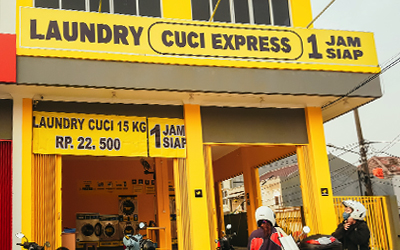 LAUNDRY CUCI EXPRESS 1 JAM SIAP
LAUNDRY CUCI 15 KG
RP. 22, 500
1 JAM SIAP